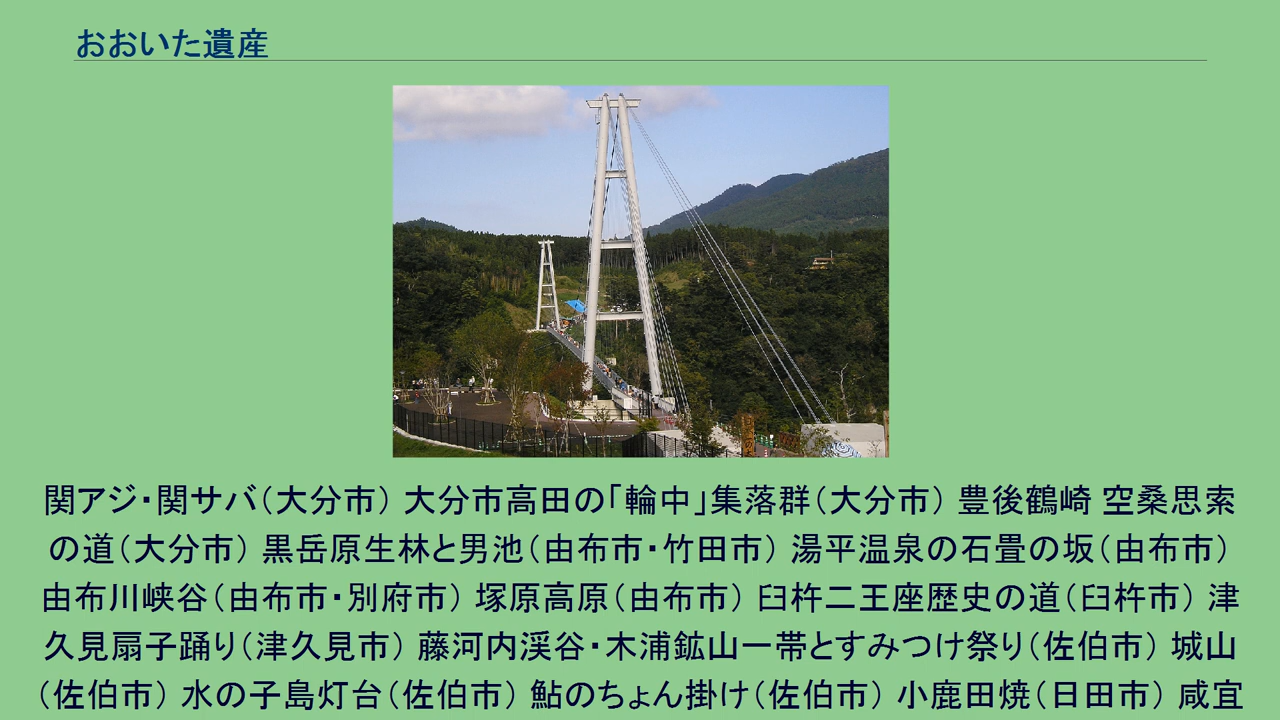 おおいた遺産
関アジ・関サバ（大分市） 大分市高田の「輪中」集落群（大分市） 豊後鶴崎 空桑思索
の道（大分市） 黒岳原生林と男池（由布市・竹田市） 湯平温泉の石畳の坂（由布市）
由布川峡谷（由布市・別府市） 塚原高原（由布市） 臼杵二王座歴史の道（臼杵市） 津
久見扇子踊り（津久見市） 藤河内渓谷・木浦鉱山一帯とすみつけ祭り（佐伯市） 城山
（佐伯市） 水の子島灯台（佐伯市） 鮎のちょん掛け（佐伯市） 小鹿田焼（日田市） 咸宜